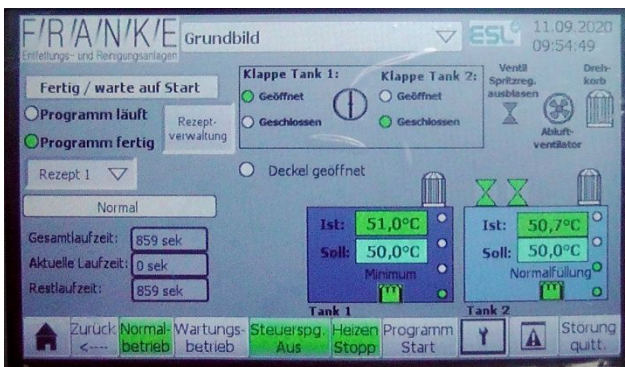 F/R/A/N/K/E
Entfettungs- und Reinigungsanlagen
Grundbild
ESL
11.09.2020
09:54:49
Fertig / warte auf Start
Programm läuft
Programm fertig
Rezept-
verwaltung
Klappe Tank 1:
Geöffnet
Geschlossen
Klappe Tank 2:
Geöffnet
Geschlossen
Ventil
Spritzreg.
ausblasen
Dreh-
korb
Abluft-
ventilator
Rezept 1
Deckel geöffnet
Normal
Gesamtlaufzeit: 859 sek
Aktuelle Laufzeit: 0 sek
Restlaufzeit: 859 sek
Ist: 51,0°C
Soll: 50,0°C
Minimum
Tank 1
Ist: 50,7°C
Soll: 50,0°C
Normalfüllung
Tank 2
Zurück
<----
Normal-
betrieb
Wartungs-
betrieb
Steuerspg.
Aus
Heizen
Stopp
Programm
Start
Störung
quitt.